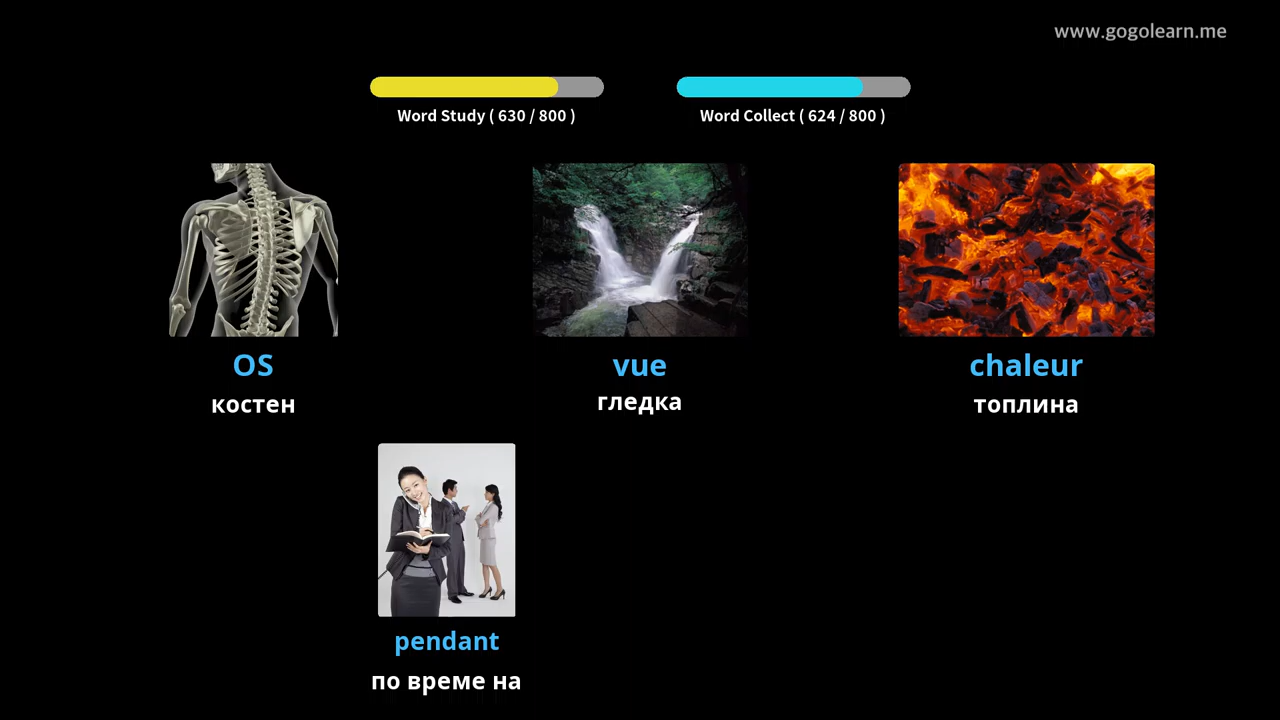 www.gogolearn.me
Word Study ( 630 / 800 )
Word Collect ( 624 / 800 )
os
vue
chaleur
костен
гледка
топлина
pendant
по време на